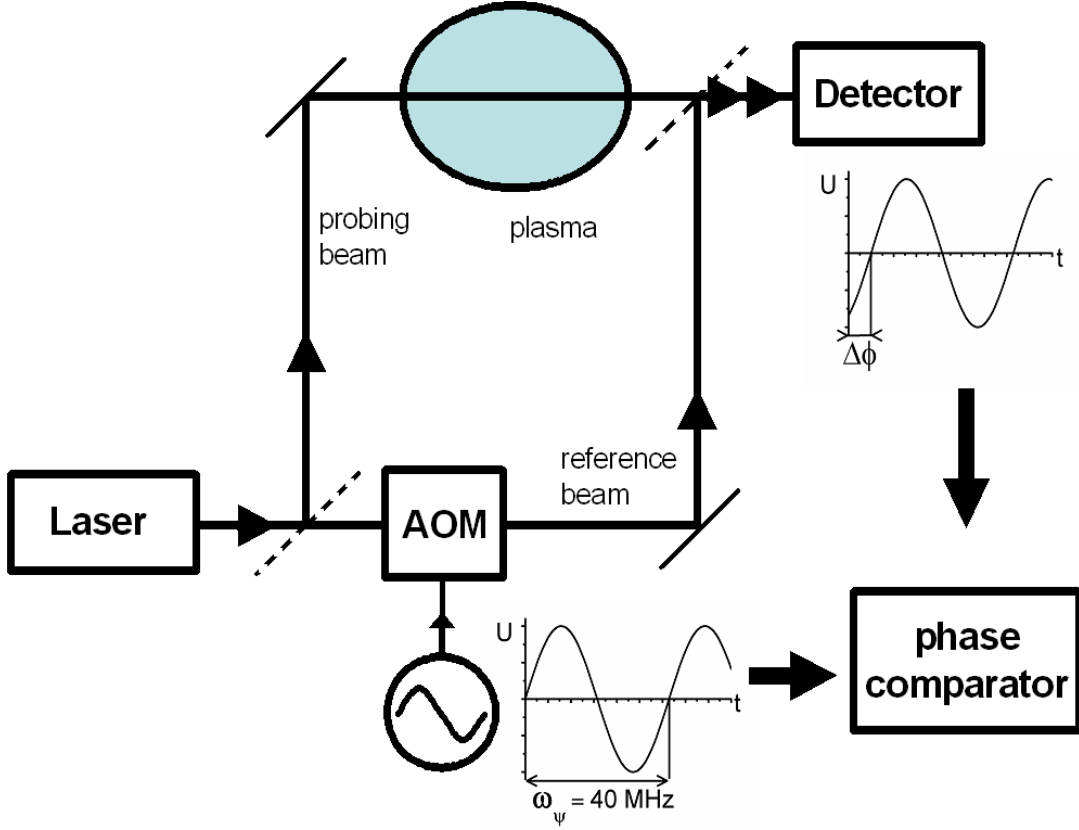 Detector
probing
beam
plasma
U
t
Δϕ
reference
beam
Laser
AOM
U
t
ω_ψ = 40 MHz
phase
comparator